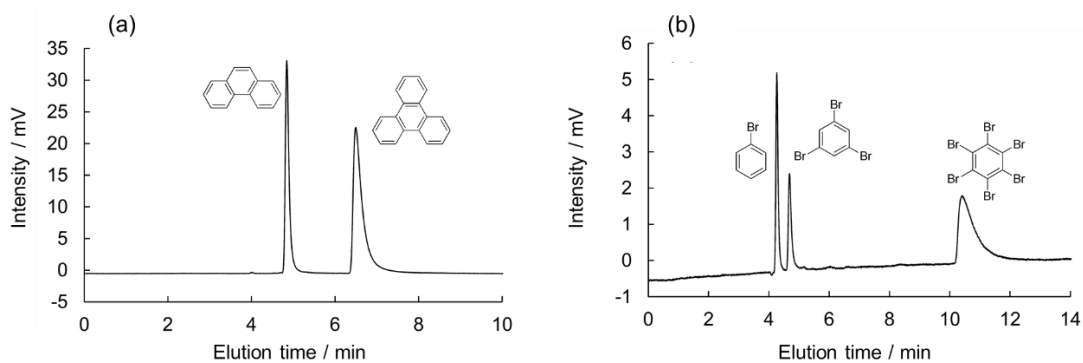 (a)
35
30
25
20
15
10
5
0
-5
Intensity / mV
0 2 4 6 8 10
Elution time / min
(b)
6
5
4
3
2
1
0
-1
Intensity / mV
Br
Br
Br Br
Br
Br Br
Br Br
Br
0 2 4 6 8 10 12 14
Elution time / min